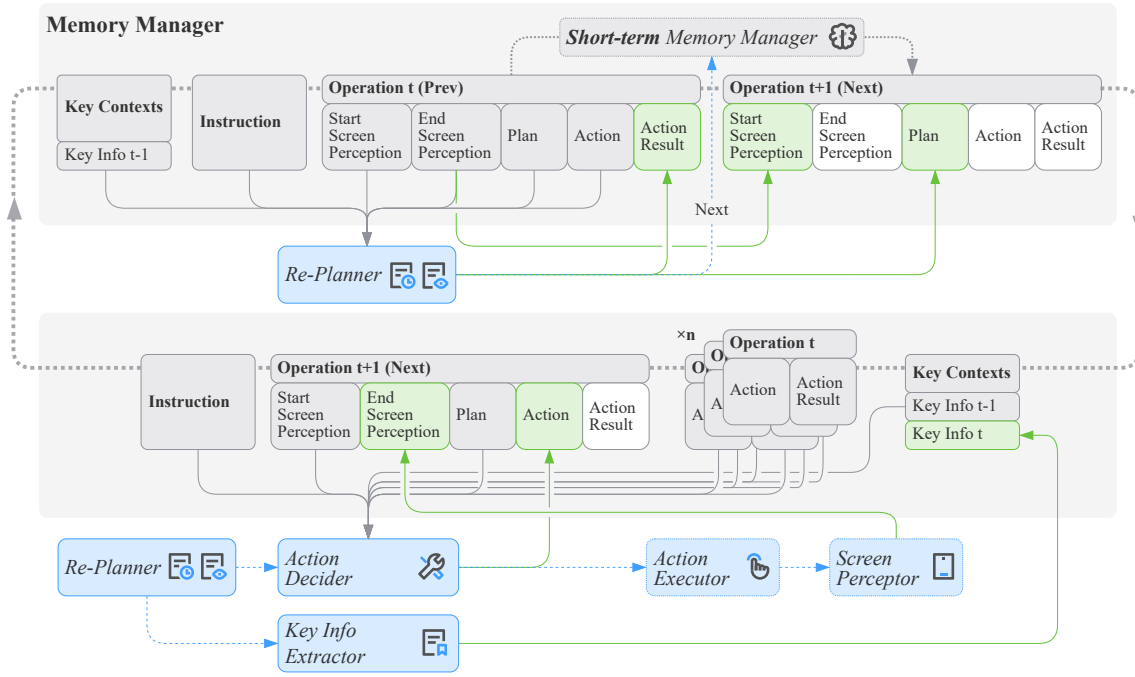 Memory Manager
Short-term Memory Manager
Key Contexts
Key Info t-1
Instruction
Operation t (Prev)
Start
Screen
Perception
End
Screen
Perception
Plan
Action
Action
Result
Operation t+1 (Next)
Start
Screen
Perception
End
Screen
Perception
Plan
Action
Action
Result
Next
Re-Planner
Instruction
Operation t+1 (Next)
Start
Screen
Perception
End
Screen
Perception
Plan
Action
Action
Result
×n
O
O
Operation t
A
A
Action
Action
Result
Key Contexts
Key Info t-1
Key Info t
Re-Planner
Action
Decider
Action
Executor
Screen
Perceptor
Key Info
Extractor